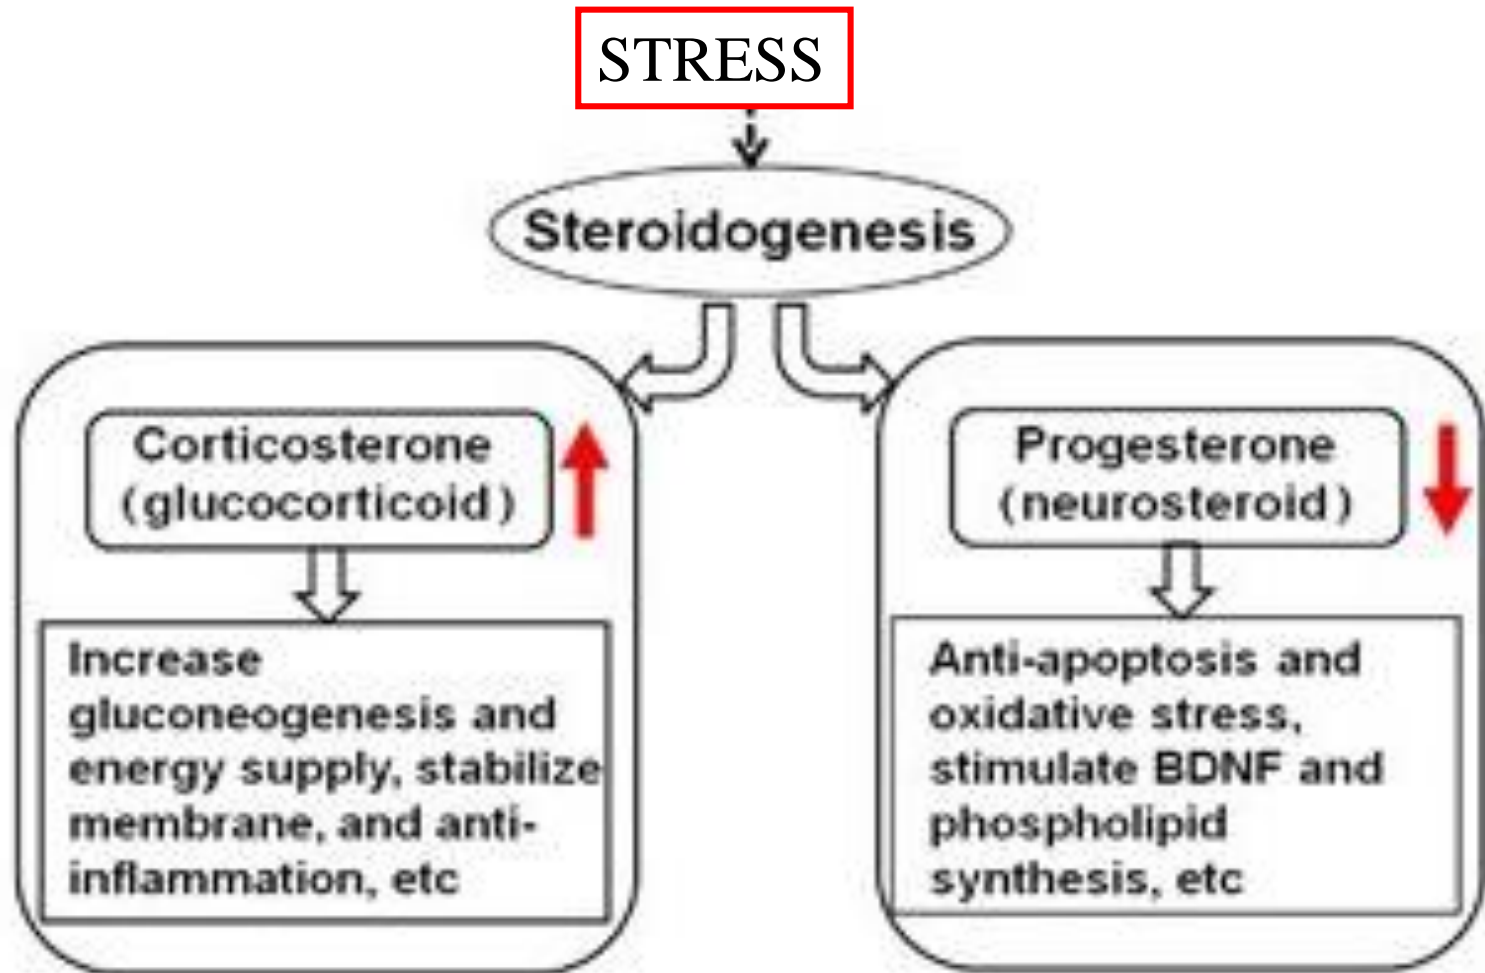 STRESS
Steroidogenesis
Corticosterone
(glucocorticoid)
Increase
gluconeogenesis and
energy supply, stabilize
membrane, and anti-
inflammation, etc
Progesterone
(neurosteroid)
Anti-apoptosis and
oxidative stress,
stimulate BDNF and
phospholipid
synthesis, etc